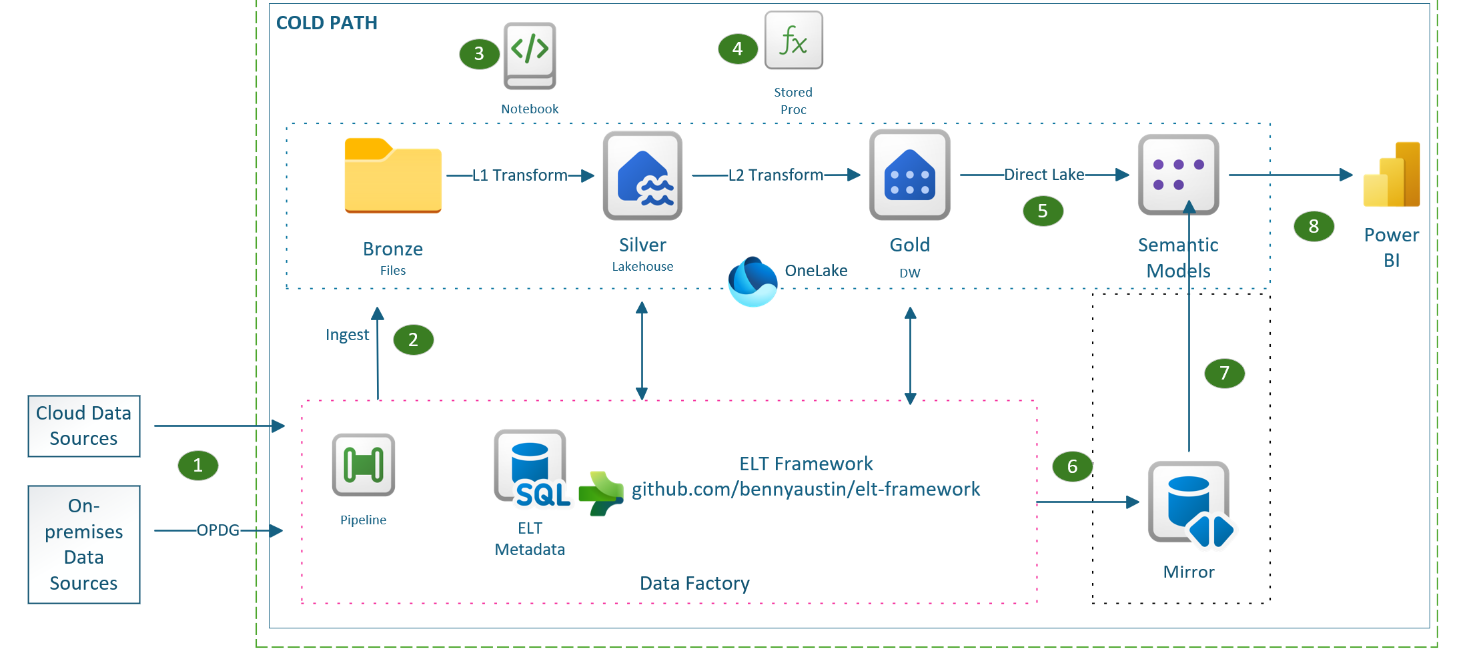 COLD PATH
3
</>
Notebook
4
fx
Stored
Proc
L1 Transform
L2 Transform
Direct Lake
5
8
Bronze
Files
Silver
Lakehouse
OneLake
Gold
DW
Semantic
Models
Power
BI
Ingest
2
7
Cloud Data
Sources
1
On-
premises
Data
Sources
OPDG
Pipeline
SQL
ELT
Metadata
ELT Framework
github.com/bennyaustin/elt-framework
Data Factory
6
Mirror